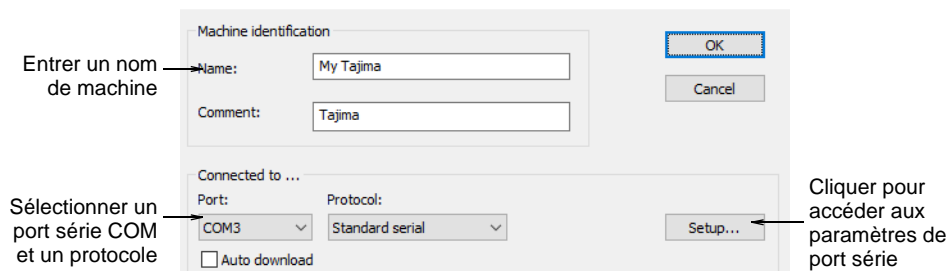 Machine identification
OK
Entrer un nom
de machine
Name:
My Tajima
Cancel
Comment:
Tajima
Connected to ...
Port:
Protocol:
Sélectionner un
port série COM
et un protocole
COM3
Standard serial
Setup...
Cliquer pour
accéder aux
paramètres de
port série
Auto download